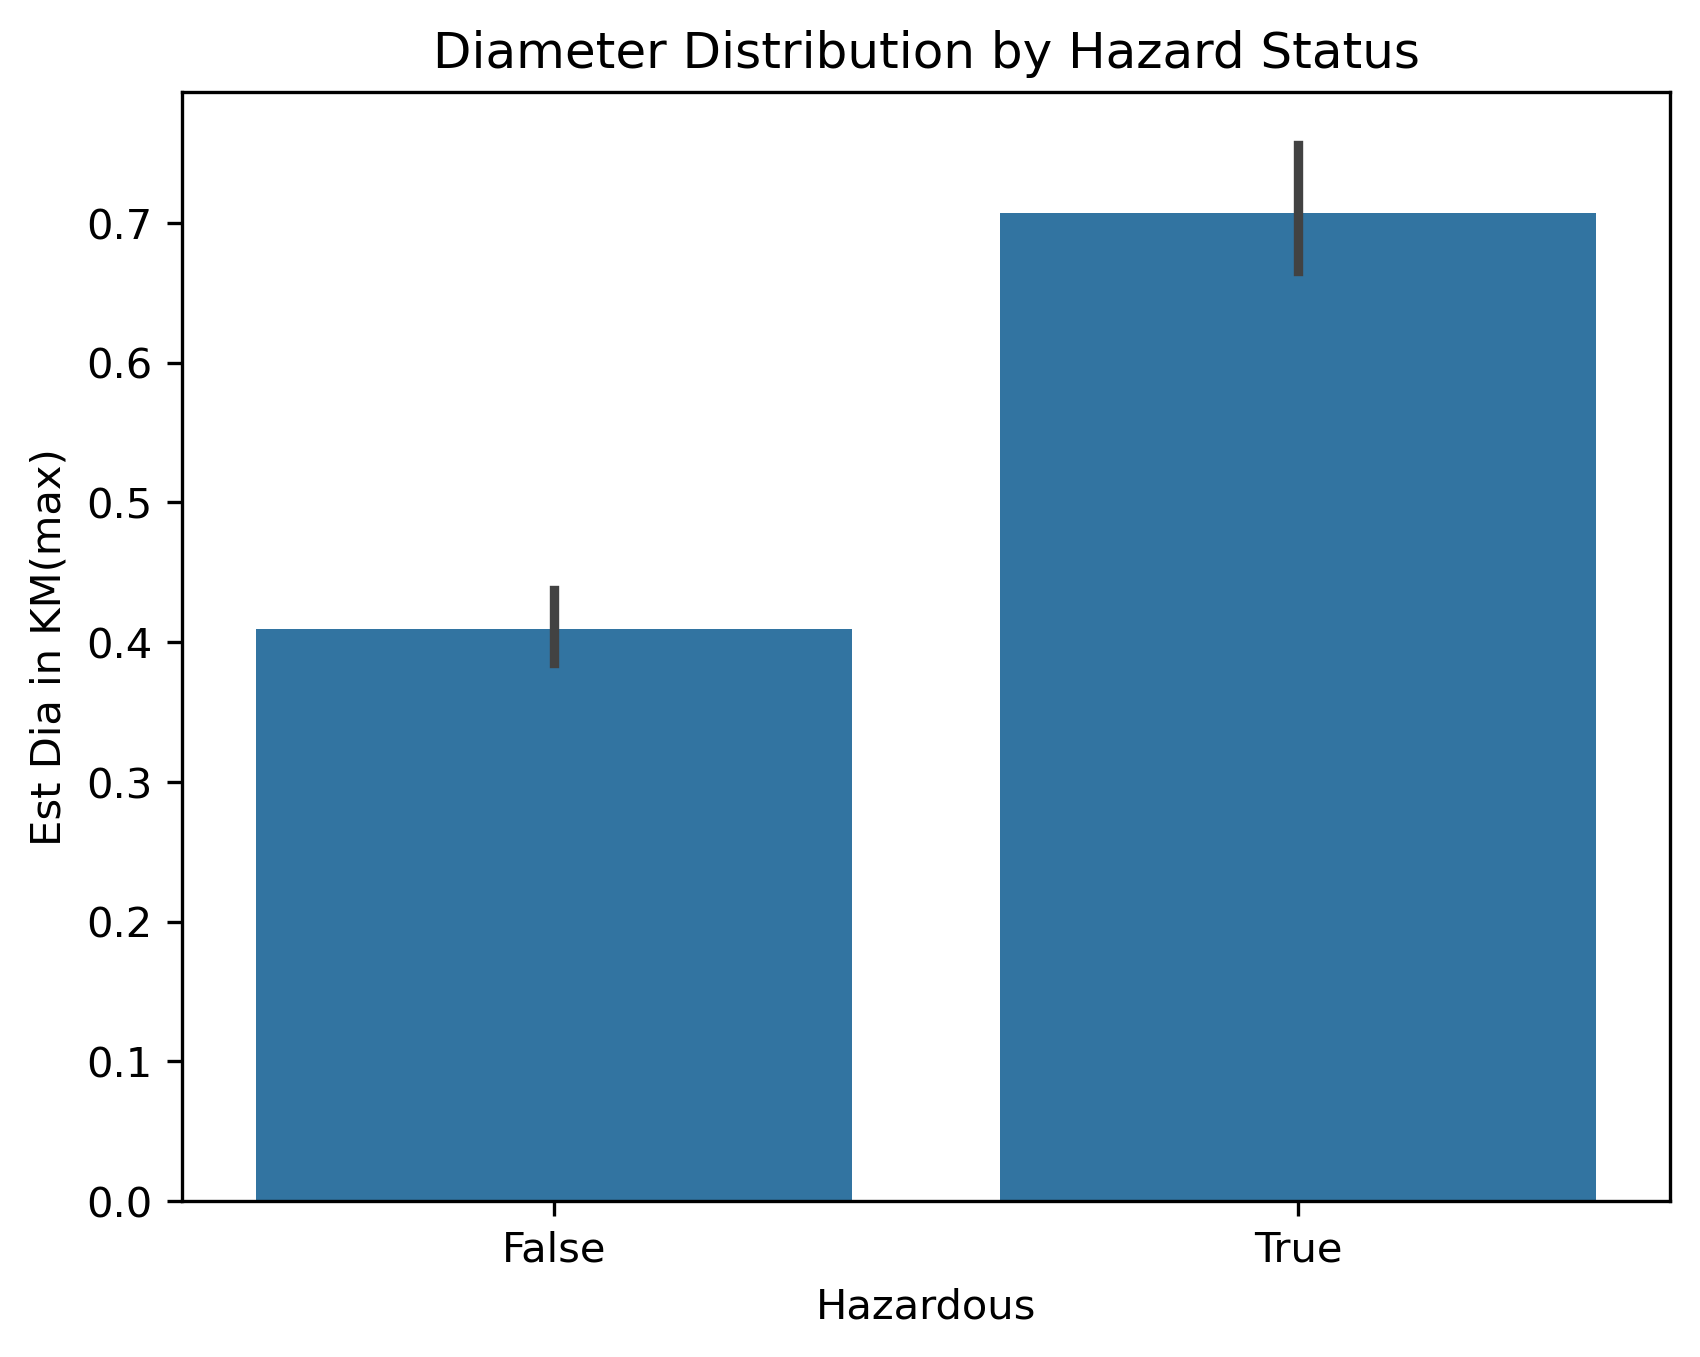 Diameter Distribution by Hazard Status
Est Dia in KM(max)
0.7
0.6
0.5
0.4
0.3
0.2
0.1
0.0
False
True
Hazardous